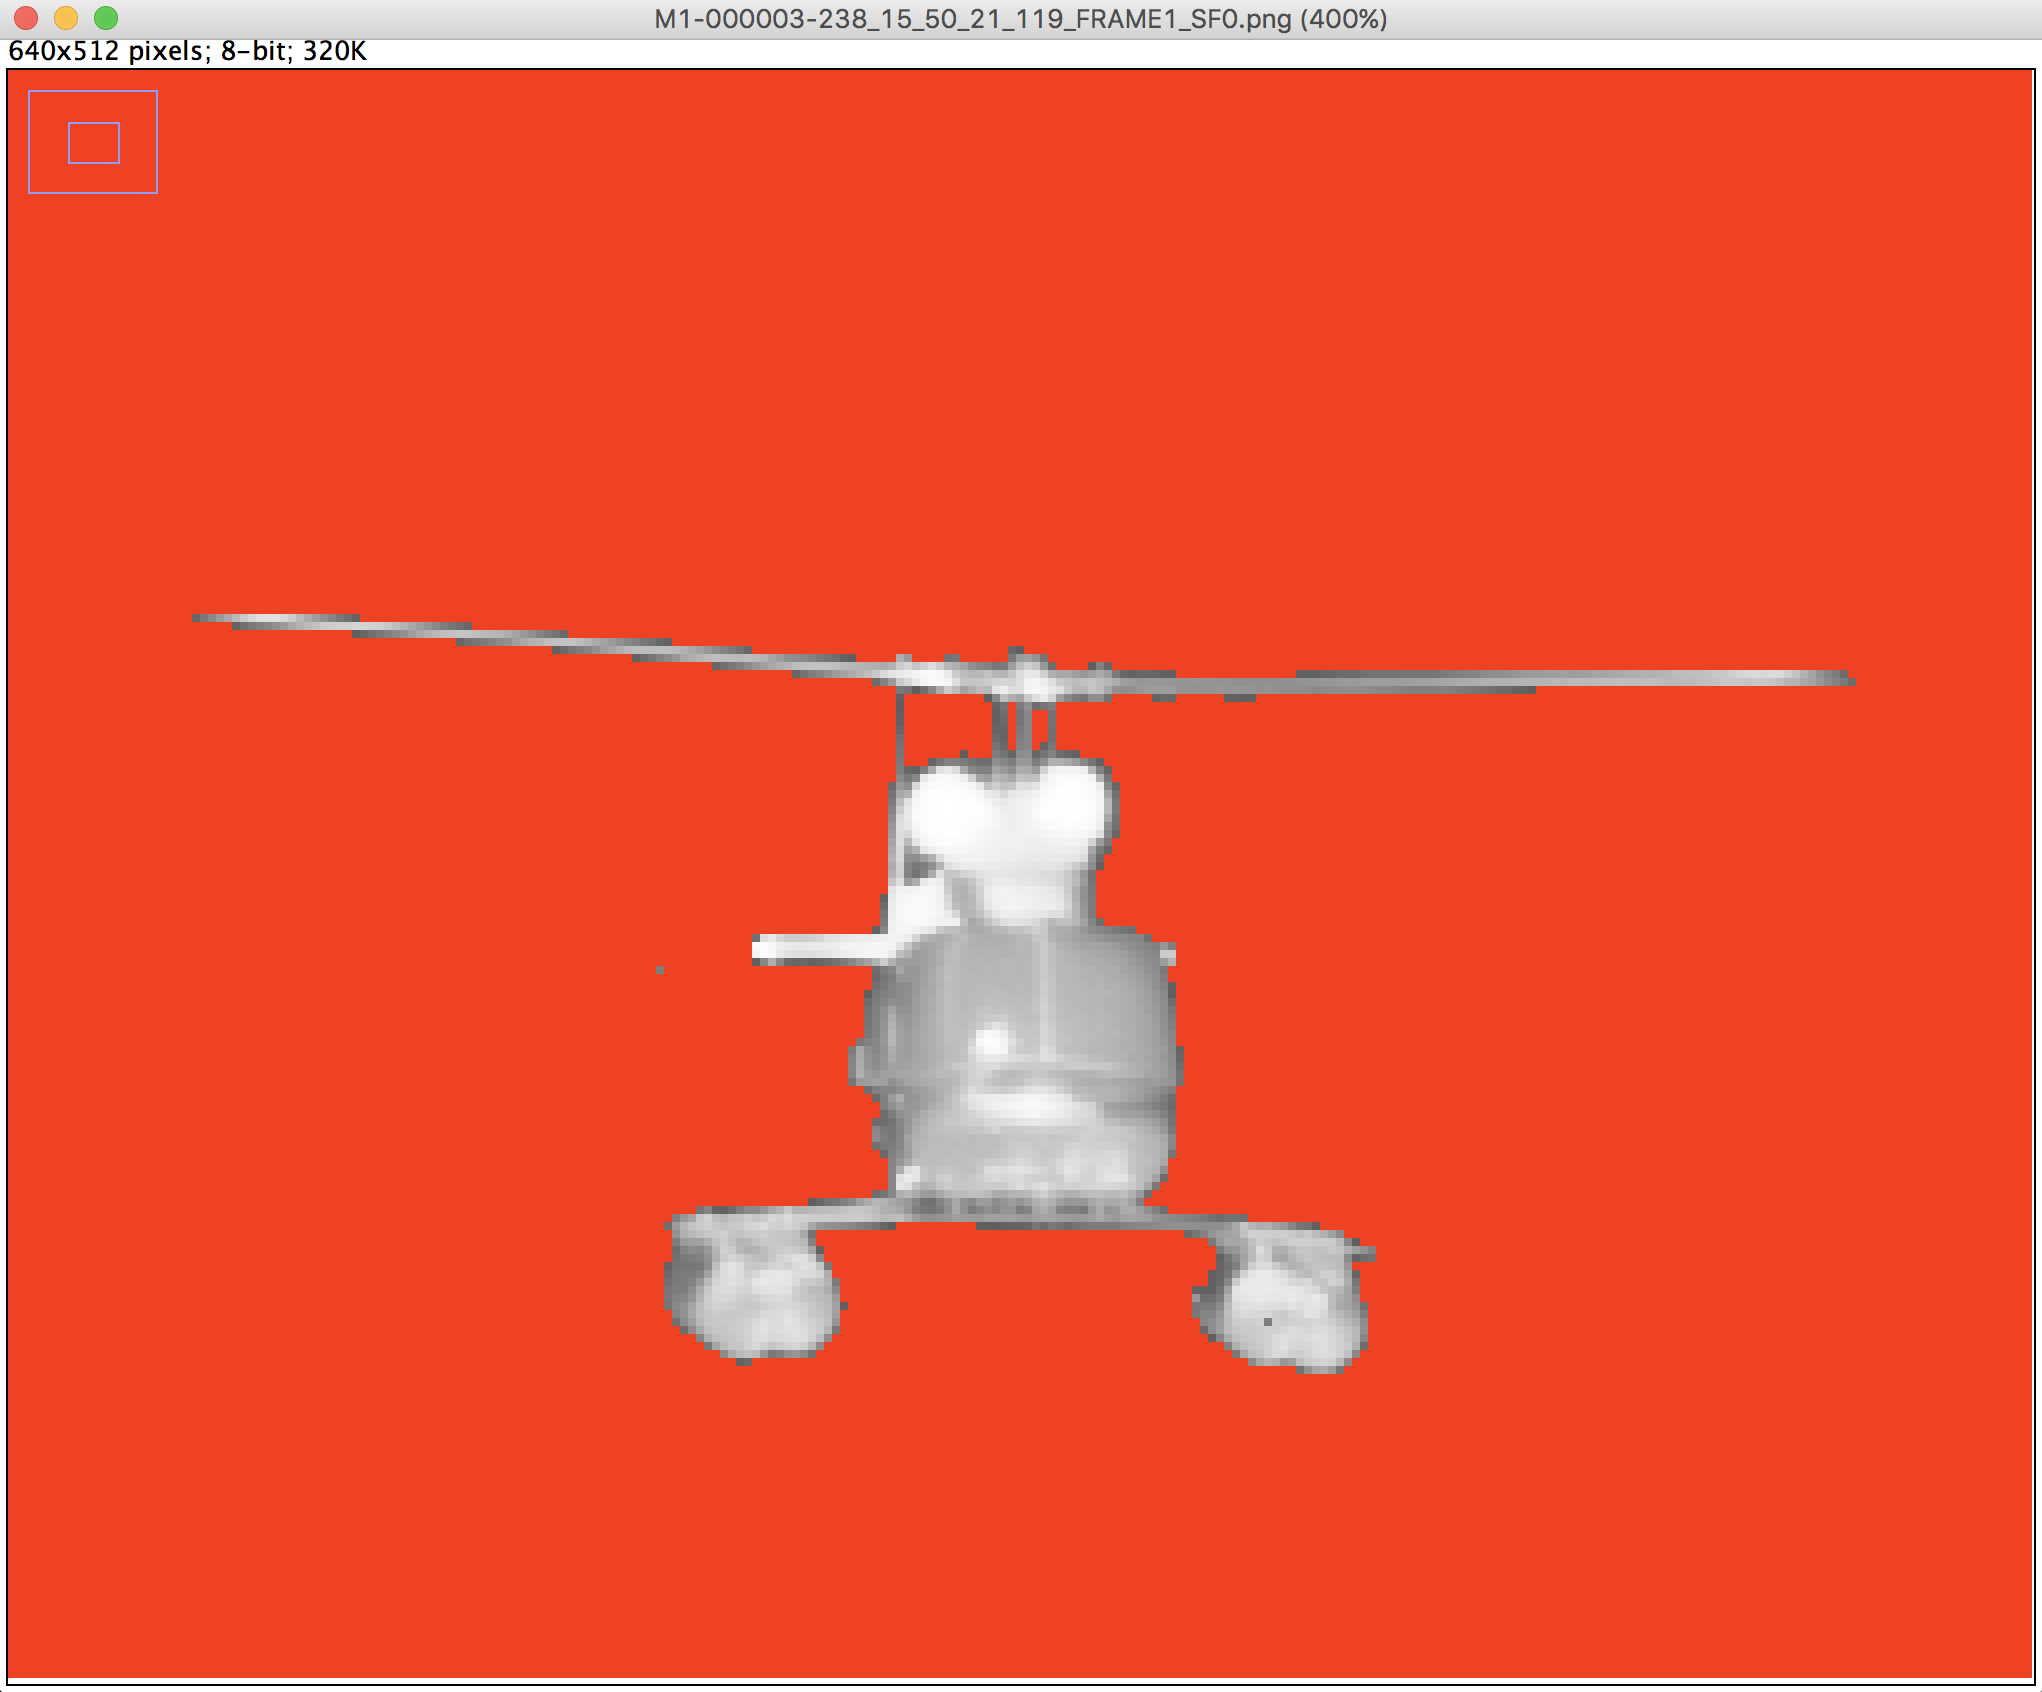 M1-000003-238_15_50_21_119_FRAME1_SF0.png (400%)
640x512 pixels; 8-bit; 320K